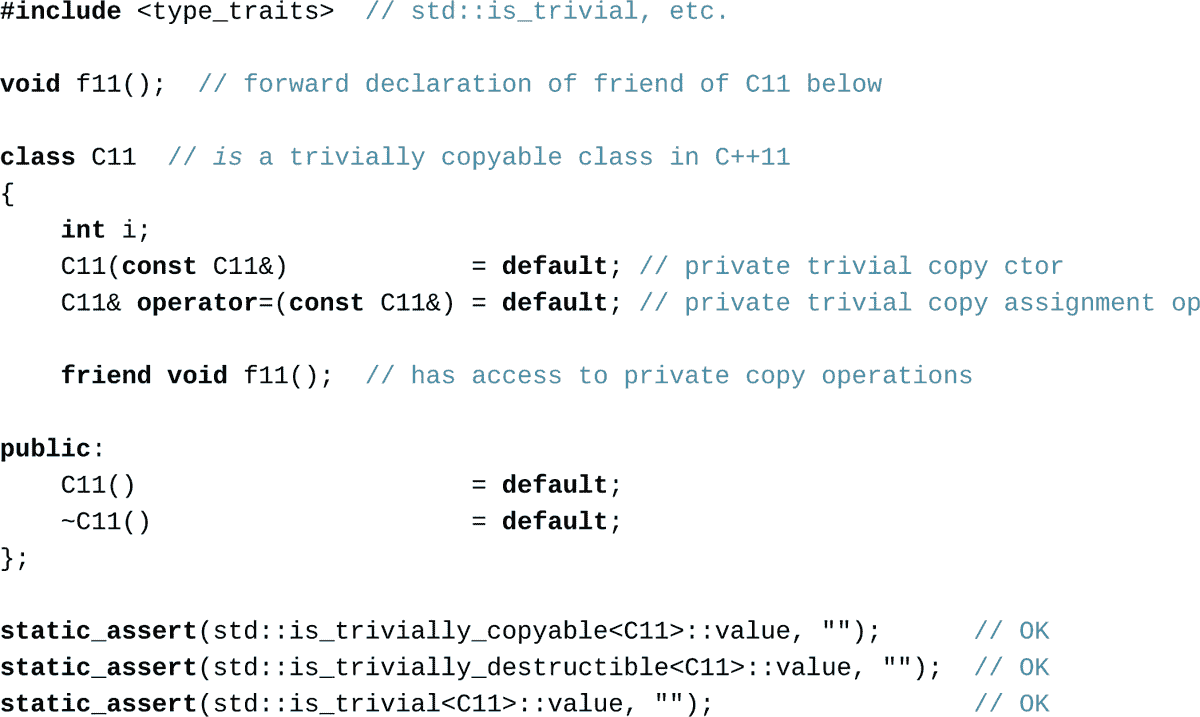 #include <type_traits>  // std::is_trivial, etc.
void f11();  // forward declaration of friend of C11 below
class C11  // is a trivially copyable class in C++11
{
    int i;
    C11(const C11&)            = default; // private trivial copy ctor
    C11& operator=(const C11&) = default; // private trivial copy assignment op
    friend void f11();  // has access to private copy operations
public:
    C11()                      = default;
    ~C11()                     = default;
};
static_assert(std::is_trivially_copyable<C11>::value, "");      // OK
static_assert(std::is_trivially_destructible<C11>::value, "");  // OK
static_assert(std::is_trivial<C11>::value, "");                 // OK